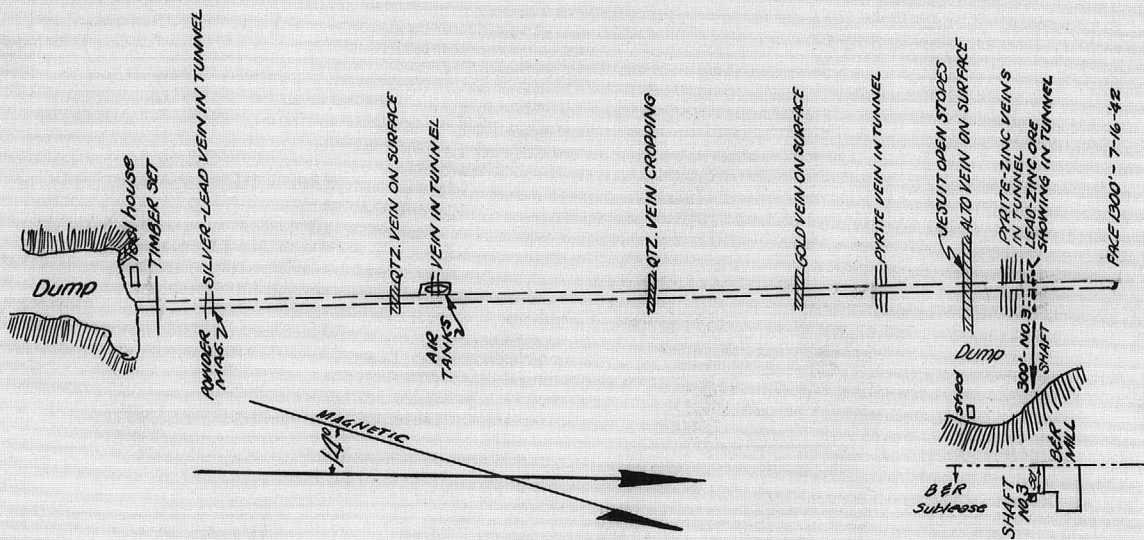 Dump
Tool house
TIMBER SET
SILVER-LEAD VEIN IN TUNNEL
POWDER
MAG.
QTZ. VEIN ON SURFACE
VEIN IN TUNNEL
AIR
TANKS
QTZ. VEIN CROPPING
GOLD VEIN ON SURFACE
PYRITE VEIN IN TUNNEL
JESUIT OPEN STOPES
ALTO VEIN ON SURFACE
PYRITE-ZINC VEINS
IN TUNNEL
LEAD-ZINC ORE
SHOWING IN TUNNEL
FACE 1300' - 7-16-42
300'- NO. 3
SHAFT
Dump
shed
B&R
MILL
50'
SHAFT
NO. 3
B&R
Sublease
MAGNETIC
14°